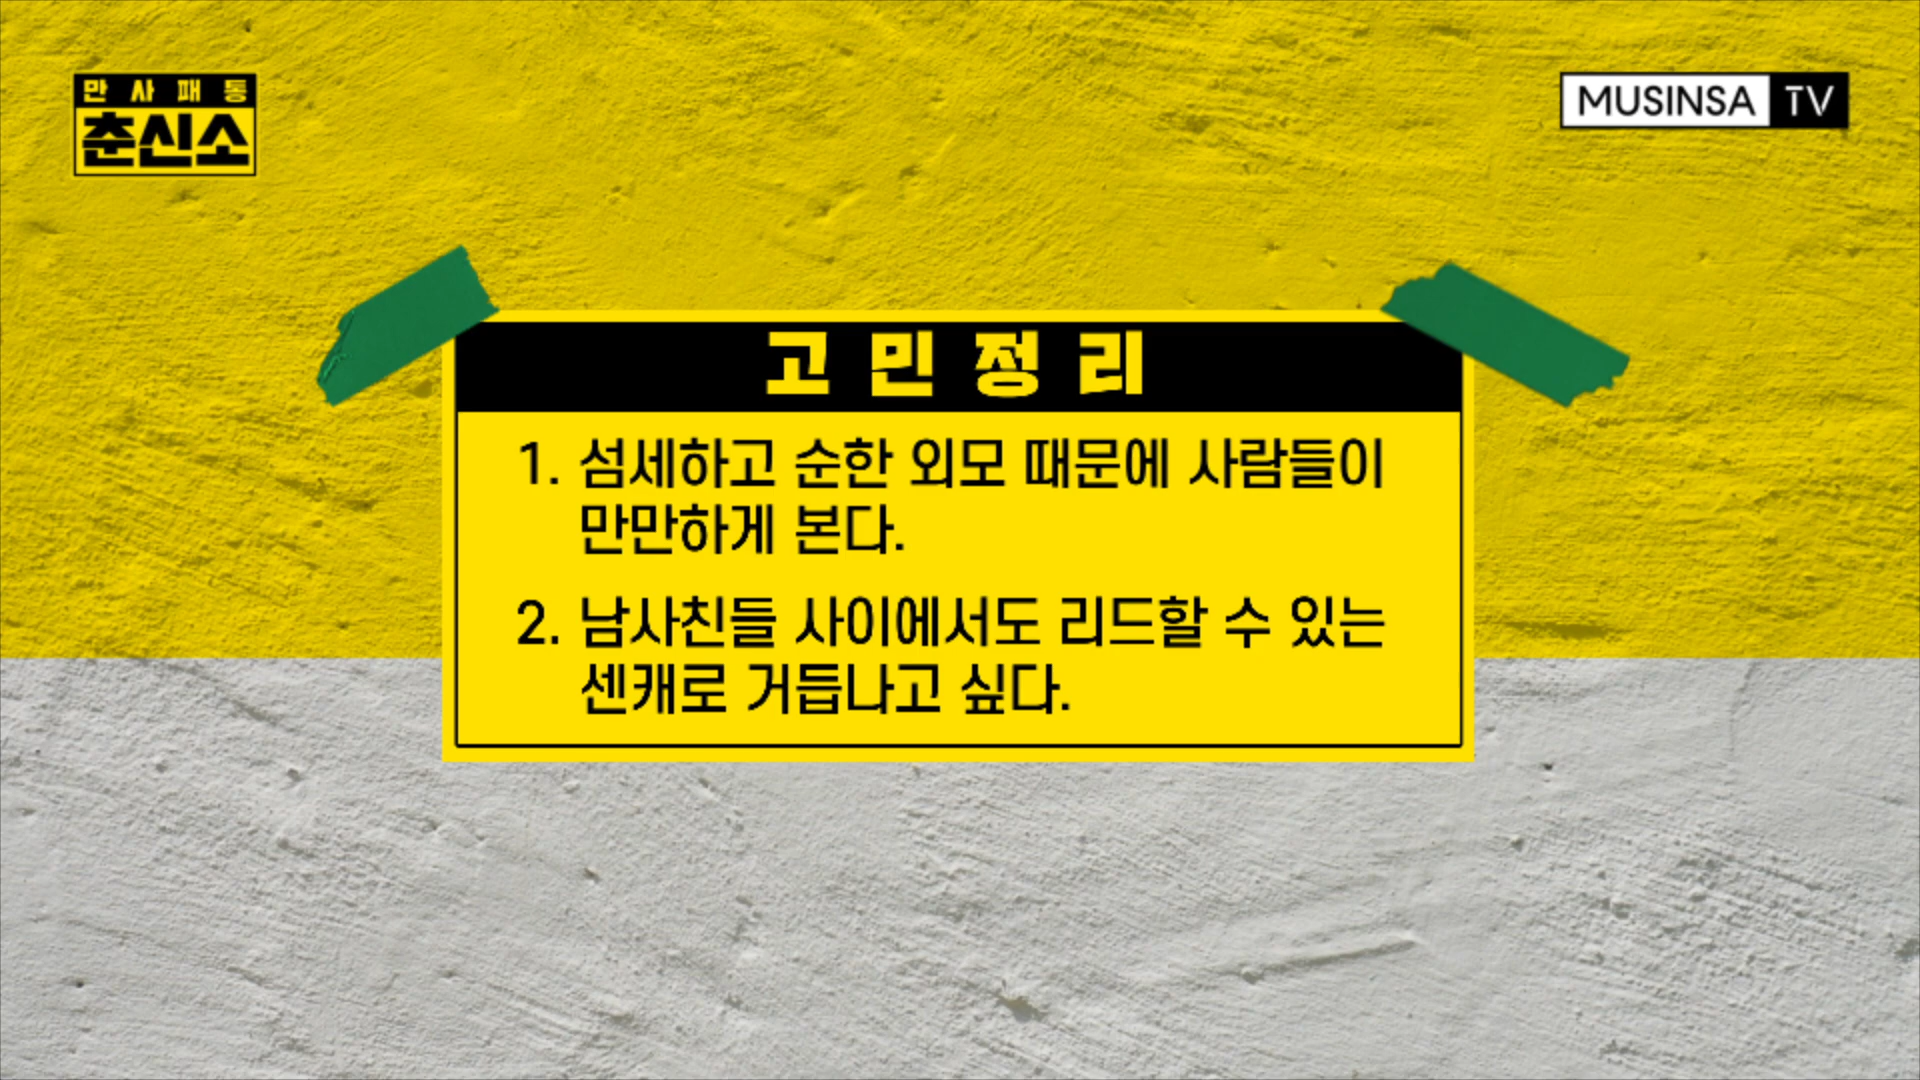 만사패통
춘신소
MUSINSA TV
고민정리
1. 섬세하고 순한 외모 때문에 사람들이
만만하게 본다.
2. 남사친들 사이에서도 리드할 수 있는
센캐로 거듭나고 싶다.